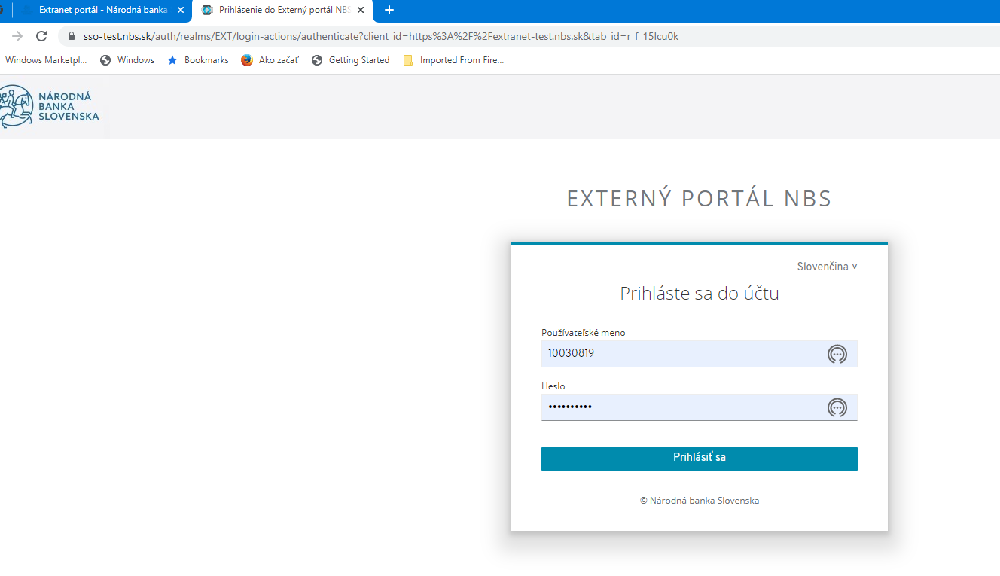 Extranet portál - Národná banka
Prihlásenie do Externý portál NBS
sso-test.nbs.sk/auth/realms/EXT/login-actions/authenticate?client_id=https%3A%2F%2Fextranet-test.nbs.sk&tab_id=r_f_15Icu0k
Windows Marketpl... Windows Bookmarks Ako začať Getting Started Imported From Fire...
NÁRODNÁ
BANKA
SLOVENSKA
EXTERNÝ PORTÁL NBS
Slovenčina
Prihláste sa do účtu
Používateľské meno
10030819
Heslo
••••••••••
Prihlásiť sa
© Národná banka Slovenska